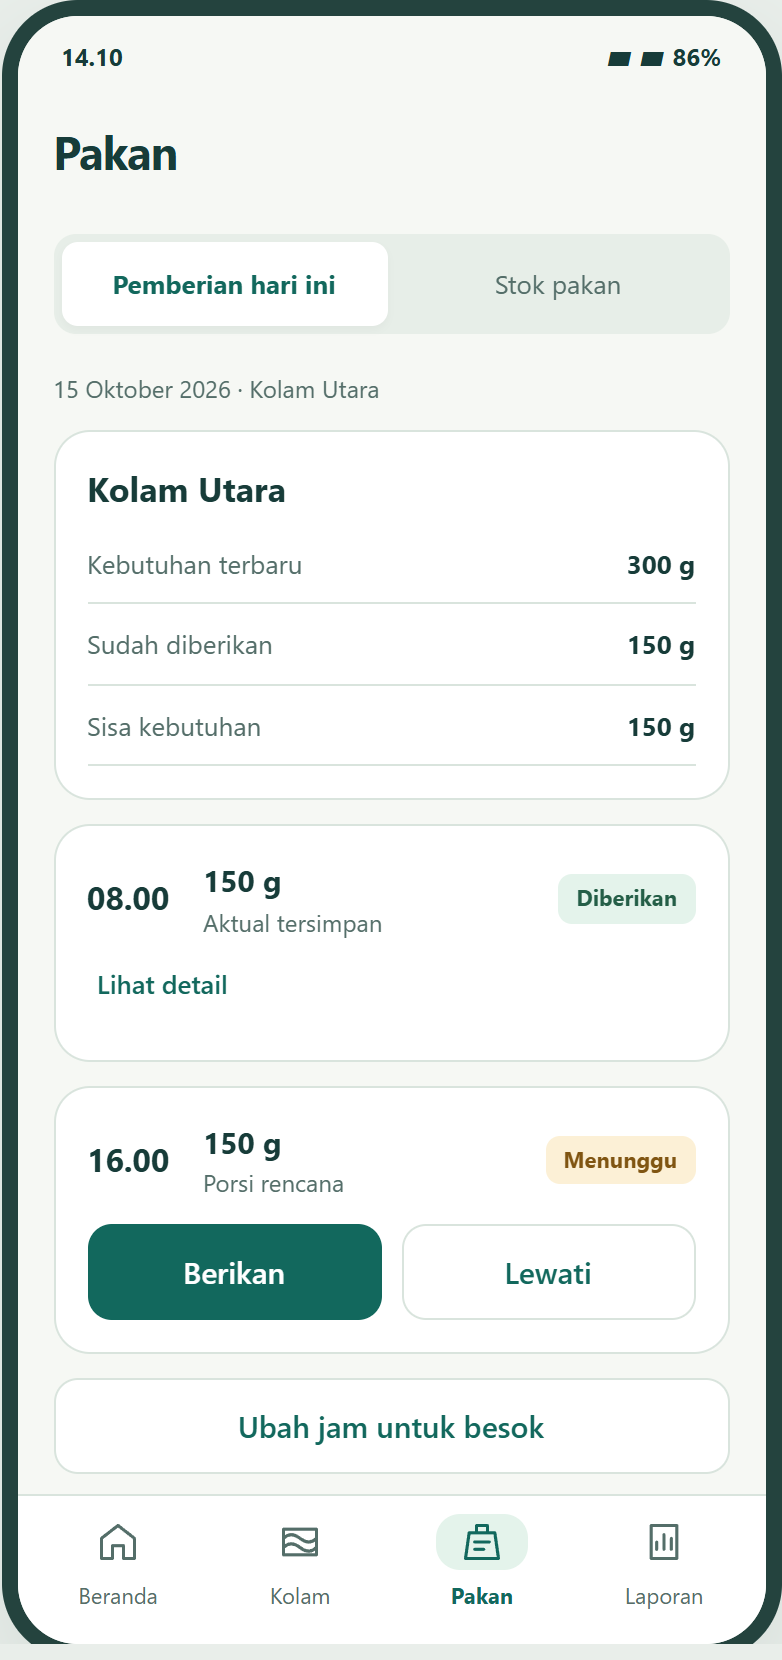 14.10
86%
Pakan
Pemberian hari ini
Stok pakan
15 Oktober 2026 · Kolam Utara
Kolam Utara
Kebutuhan terbaru 300 g
Sudah diberikan 150 g
Sisa kebutuhan 150 g
08.00
150 g
Aktual tersimpan
Diberikan
Lihat detail
16.00
150 g
Porsi rencana
Menunggu
Berikan
Lewati
Ubah jam untuk besok
Beranda
Kolam
Pakan
Laporan